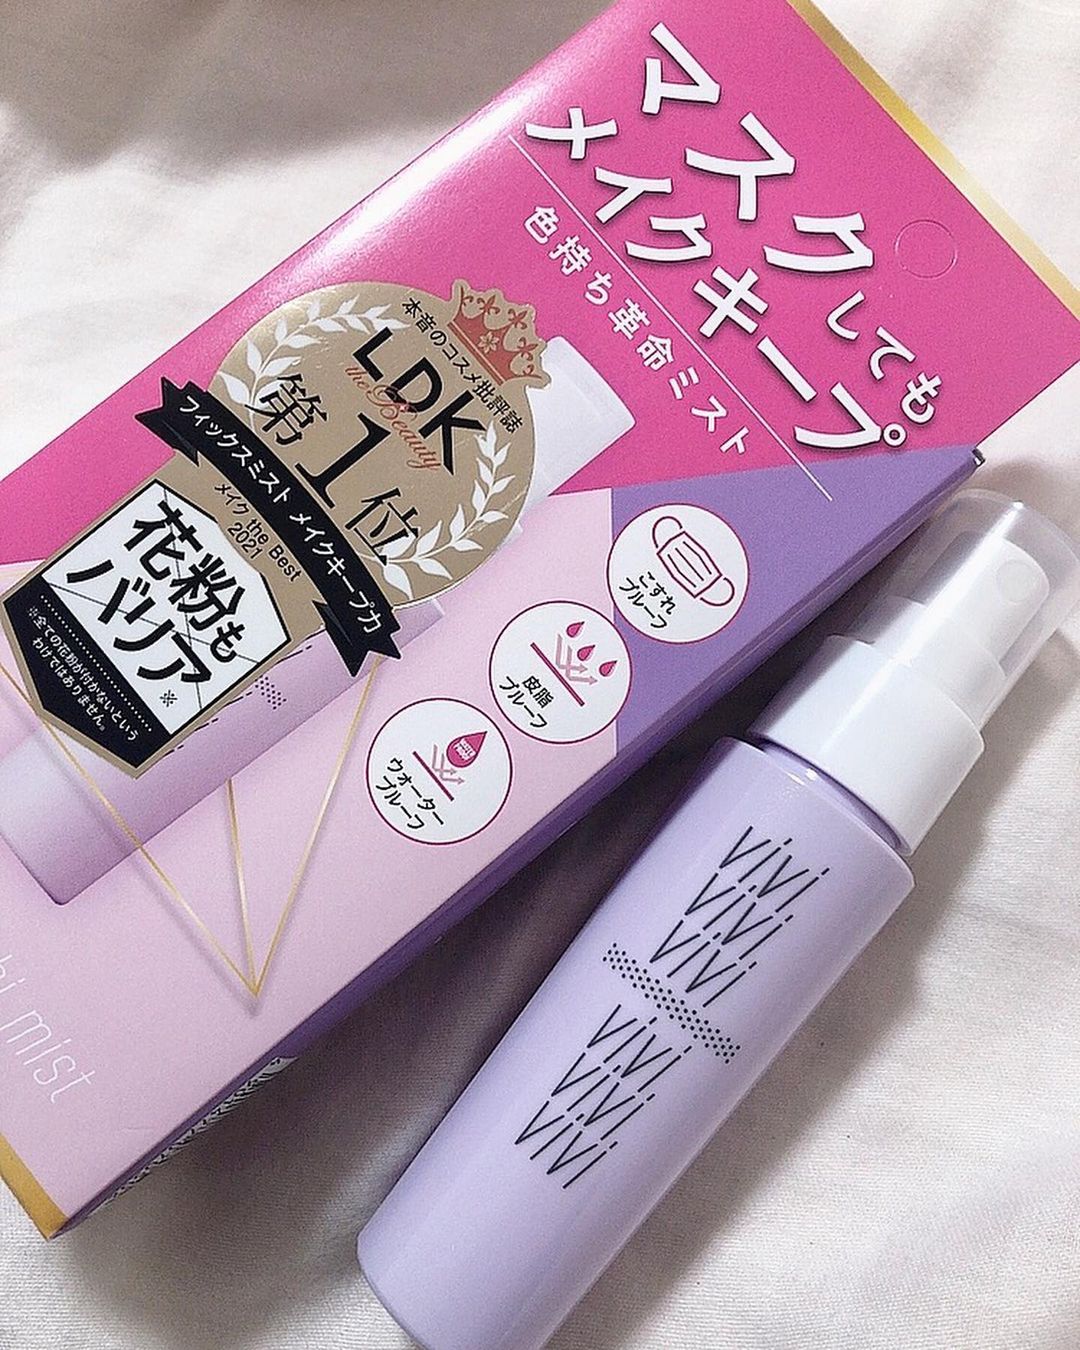 マスクしても
メイクキープ
色持ち革命ミスト
本音のコスメ批評誌
LDK
the Beauty
第1位
フィックスミスト メイクキープ力
メイク the Best
2021
花粉も
バリア※
※全ての花粉が付かないという
わけではありません。
こすれ
プルーフ
皮脂
プルーフ
ウォーター
プルーフ
mist
vivi
vivi
vivi
vivi
vivi
vivi